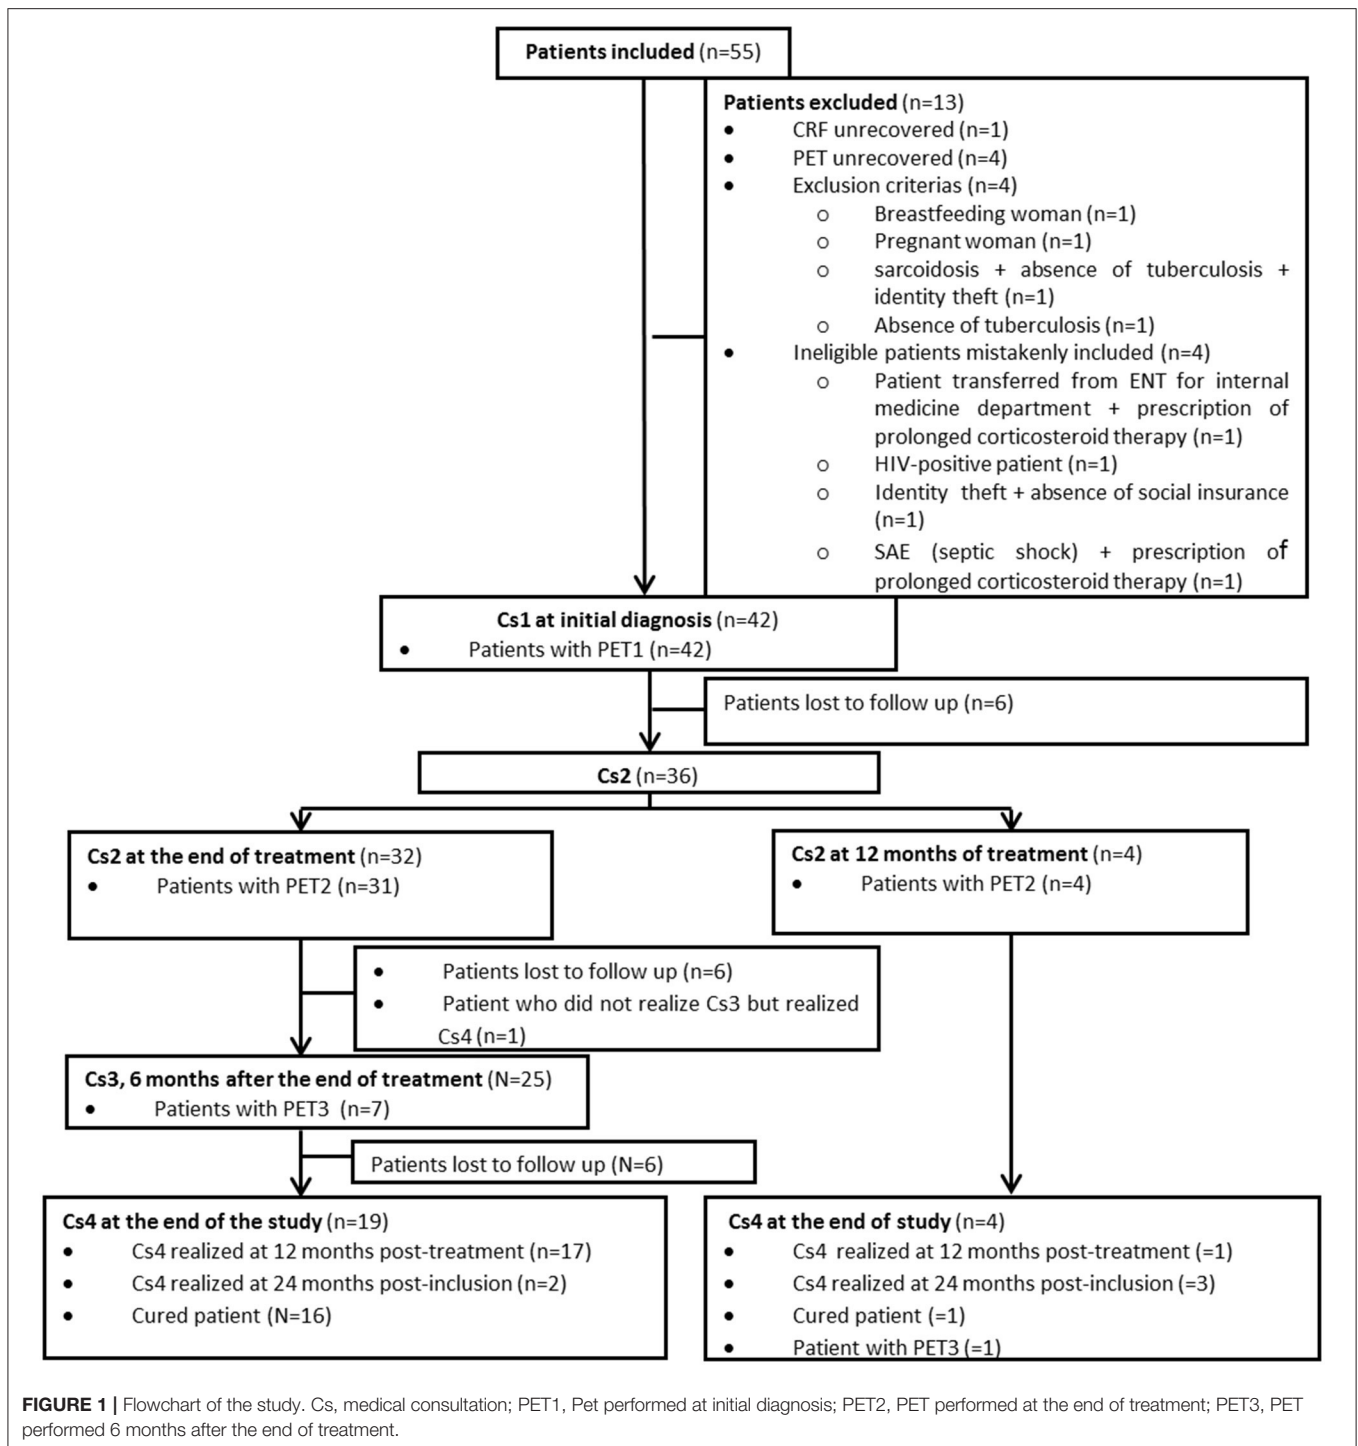 Patients included (n=55)
Patients excluded (n=13)
• CRF unrecovered (n=1)
• PET unrecovered (n=4)
• Exclusion criterias (n=4)
o Breastfeeding woman (n=1)
o Pregnant woman (n=1)
o sarcoidosis + absence of tuberculosis +
identity theft (n=1)
o Absence of tuberculosis (n=1)
• Ineligible patients mistakenly included (n=4)
o Patient transferred from ENT for internal
medicine department + prescription of
prolonged corticosteroid therapy (n=1)
o HIV-positive patient (n=1)
o Identity theft + absence of social insurance
(n=1)
o SAE (septic shock) + prescription of
prolonged corticosteroid therapy (n=1)
Cs1 at initial diagnosis (n=42)
• Patients with PET1 (n=42)
Patients lost to follow up (n=6)
Cs2 (n=36)
Cs2 at the end of treatment (n=32)
• Patients with PET2 (n=31)
Cs2 at 12 months of treatment (n=4)
• Patients with PET2 (n=4)
• Patients lost to follow up (n=6)
• Patient who did not realize Cs3 but realized
Cs4 (n=1)
Cs3, 6 months after the end of treatment (N=25)
• Patients with PET3 (n=7)
Patients lost to follow up (N=6)
Cs4 at the end of the study (n=19)
• Cs4 realized at 12 months post-treatment (n=17)
• Cs4 realized at 24 months post-inclusion (n=2)
• Cured patient (N=16)
Cs4 at the end of study (n=4)
• Cs4 realized at 12 months post-treatment (=1)
• Cs4 realized at 24 months post-inclusion (=3)
• Cured patient (=1)
• Patient with PET3 (=1)
FIGURE 1 | Flowchart of the study. Cs, medical consultation; PET1, Pet performed at initial diagnosis; PET2, PET performed at the end of treatment; PET3, PET
performed 6 months after the end of treatment.